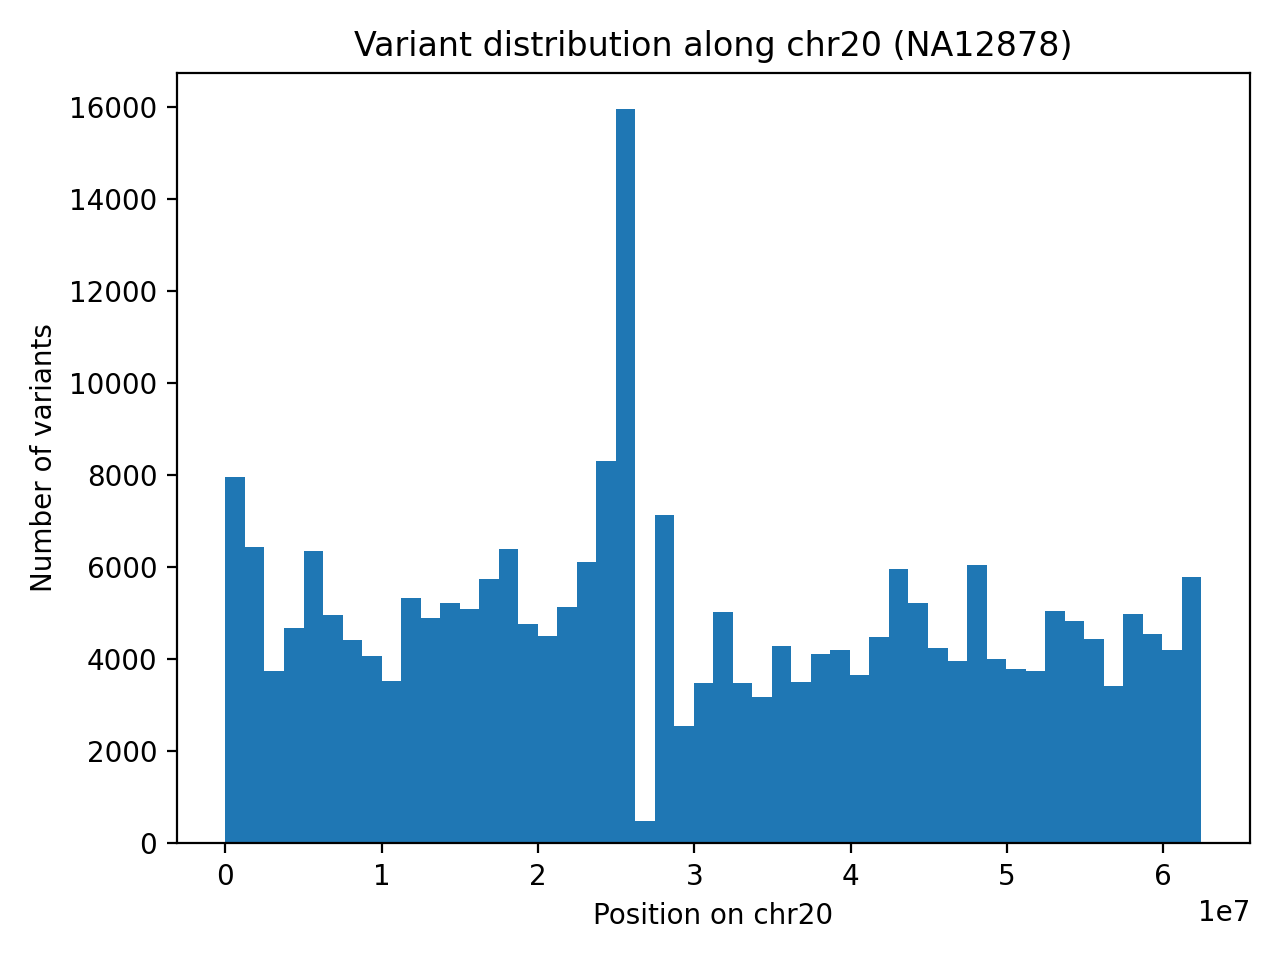 Variant distribution along chr20 (NA12878)
Number of variants
16000
14000
12000
10000
8000
6000
4000
2000
0
0 1 2 3 4 5 6
1e7
Position on chr20